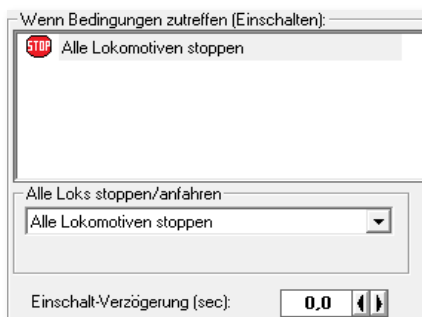 Wenn Bedingungen zutreffen (Einschalten):
STOP Alle Lokomotiven stoppen
Alle Loks stoppen/anfahren
Alle Lokomotiven stoppen
Einschalt-Verzögerung (sec): 0,0